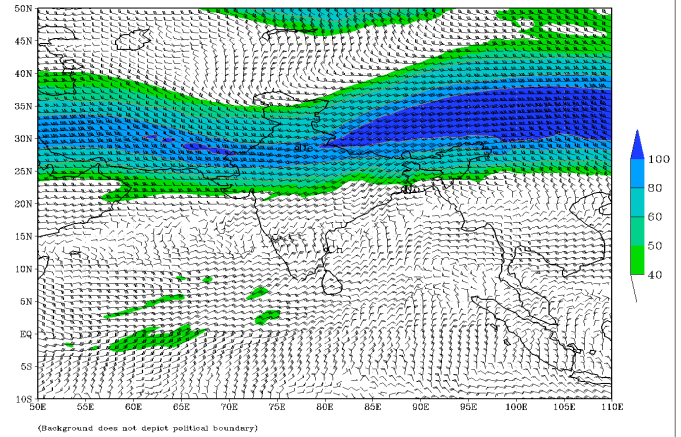 50N
45N
40N
35N
30N
25N
20N
15N
10N
5N
EQ
5S
10S
50E 55E 60E 65E 70E 75E 80E 85E 90E 95E 100E 105E 110E
100
80
60
50
40
(Background does not depict political boundary)